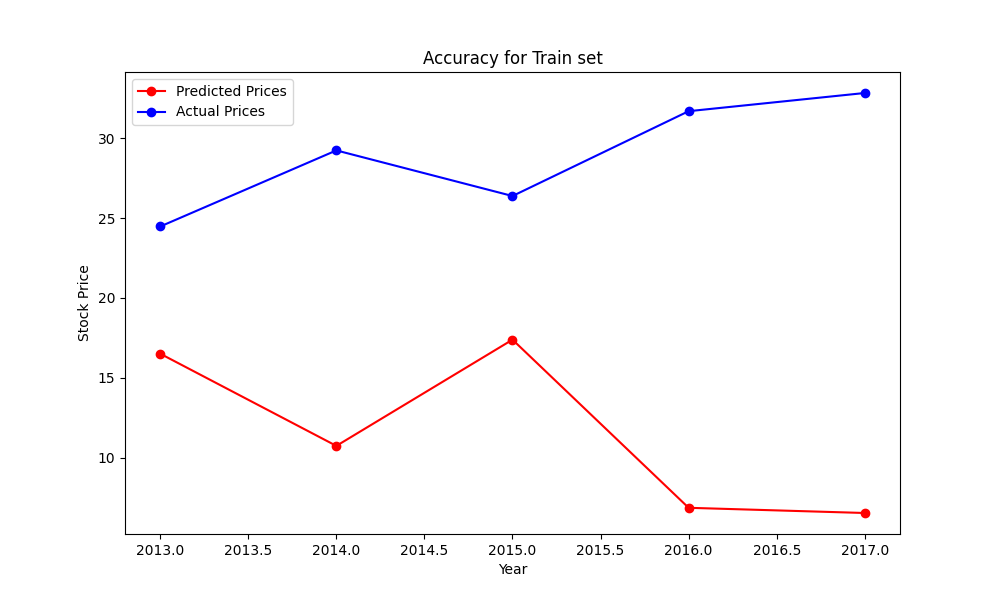 Accuracy for Train set
Predicted Prices
Actual Prices
Stock Price
30
25
20
15
10
2013.0 2013.5 2014.0 2014.5 2015.0 2015.5 2016.0 2016.5 2017.0
Year